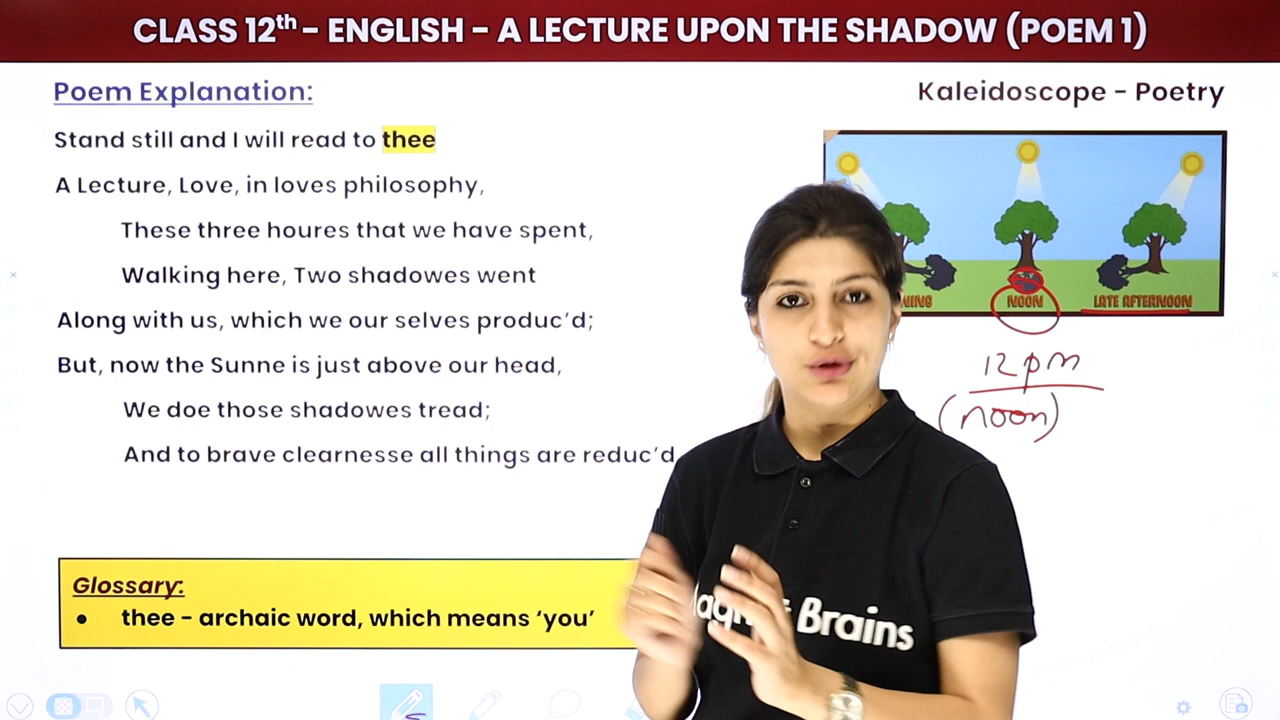 CLASS 12th – ENGLISH – A LECTURE UPON THE SHADOW (POEM 1)
Poem Explanation:
Kaleidoscope - Poetry
Stand still and I will read to thee
A Lecture, Love, in loves philosophy,
These three houres that we have spent,
Walking here, Two shadowes went
Along with us, which we our selves produc’d;
But, now the Sunne is just above our head,
We doe those shadowes tread;
And to brave clearnesse all things are reduc’d
NOON
LATE AFTERNOON
12 pm
(noon)
Glossary:
● thee - archaic word, which means ‘you’
Brains